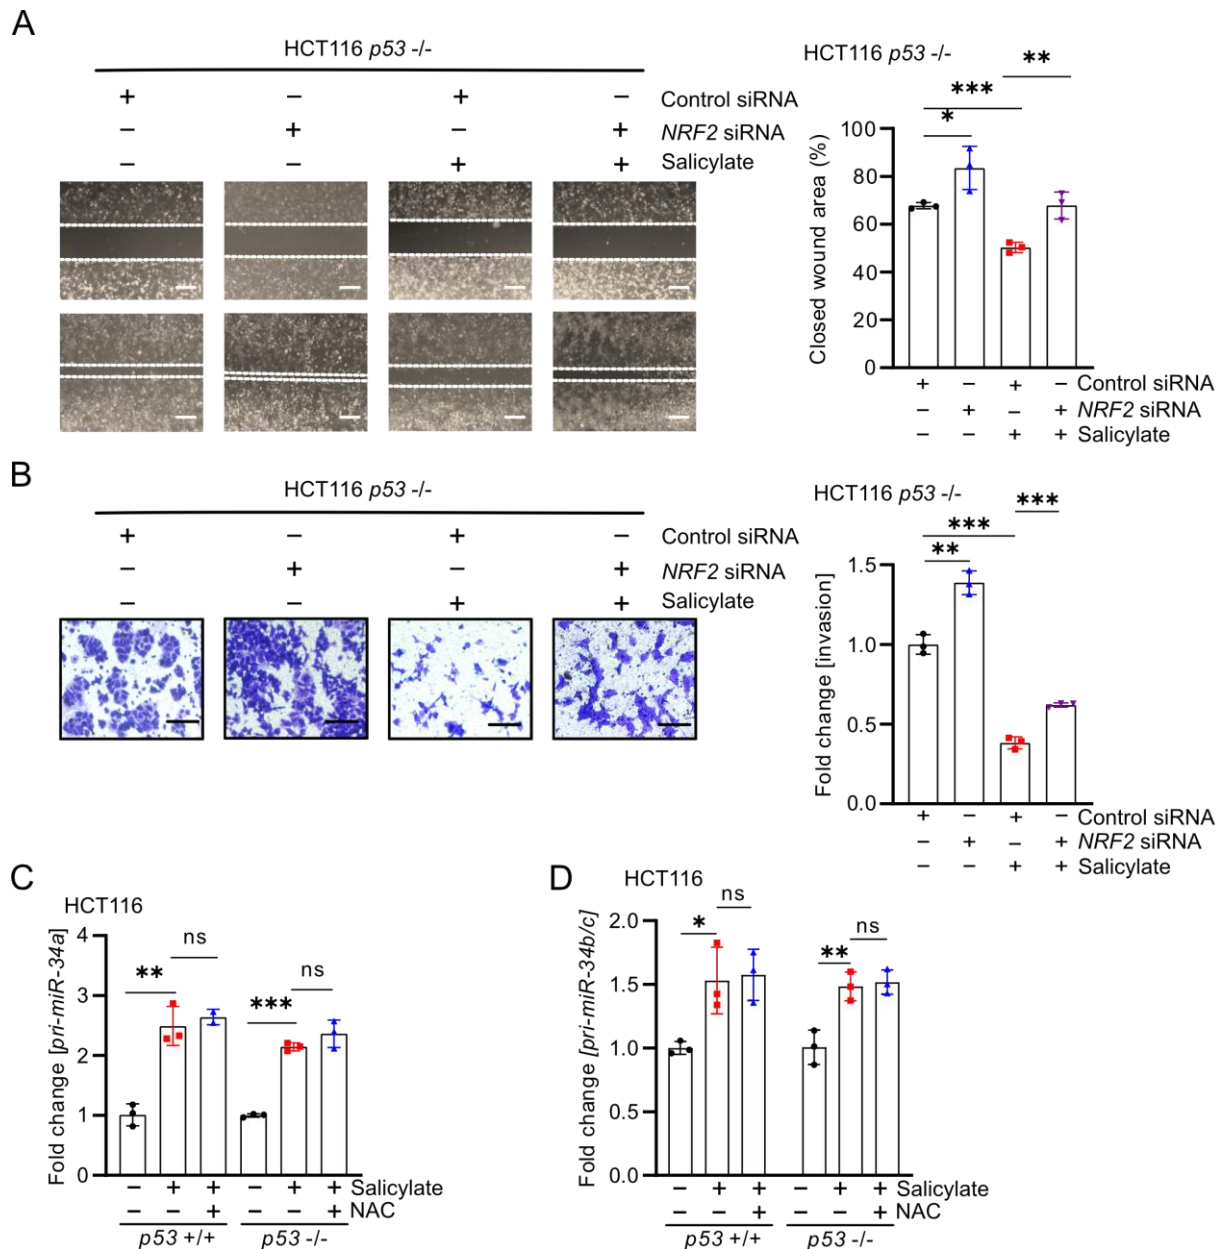 A
HCT116 p53 -/-
+ − + − Control siRNA
− + − + NRF2 siRNA
− − + + Salicylate
HCT116 p53 -/-
**
***
*
Closed wound area (%)
100
80
60
40
20
0
+ − + − Control siRNA
− + − + NRF2 siRNA
− − + + Salicylate
B
HCT116 p53 -/-
+ − + − Control siRNA
− + − + NRF2 siRNA
− − + + Salicylate
HCT116 p53 -/-
***
***
**
Fold change [invasion]
1.5
1.0
0.5
0.0
+ − + − Control siRNA
− + − + NRF2 siRNA
− − + + Salicylate
C
HCT116
Fold change [pri-miR-34a]
4
3
2
1
0
** ns *** ns
− + + − + + Salicylate
− − + − − + NAC
p53 +/+ p53 -/-
D
HCT116
Fold change [pri-miR-34b/c]
2.0
1.5
1.0
0.5
0.0
* ns ** ns
− + + − + + Salicylate
− − + − − + NAC
p53 +/+ p53 -/-